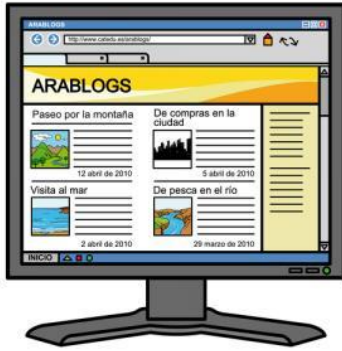 ARABLOGS
http://www.catedu.es/arablogs/
ARABLOGS
Paseo por la montaña
12 abril de 2010
De compras en la
ciudad
5 abril de 2010
Visita al mar
2 abril de 2010
De pesca en el río
29 marzo de 2010
INICIO